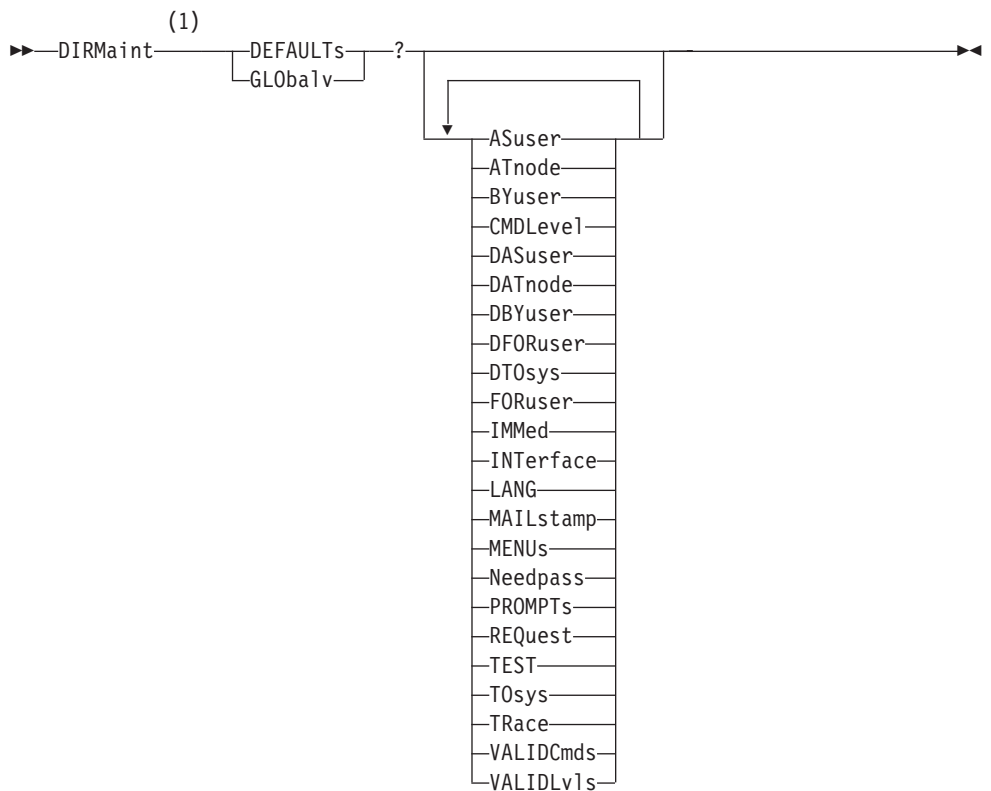 (1)
DIRMaint DEFAULTs ?
GLObalv
ASuser
ATnode
BYuser
CMDLevel
DASuser
DATnode
DBYuser
DFORuser
DTOsys
FORuser
IMMed
INTerface
LANG
MAILstamp
MENUs
Needpass
PROMPTs
REQuest
TEST
TOsys
TRace
VALIDCmds
VALIDLvls